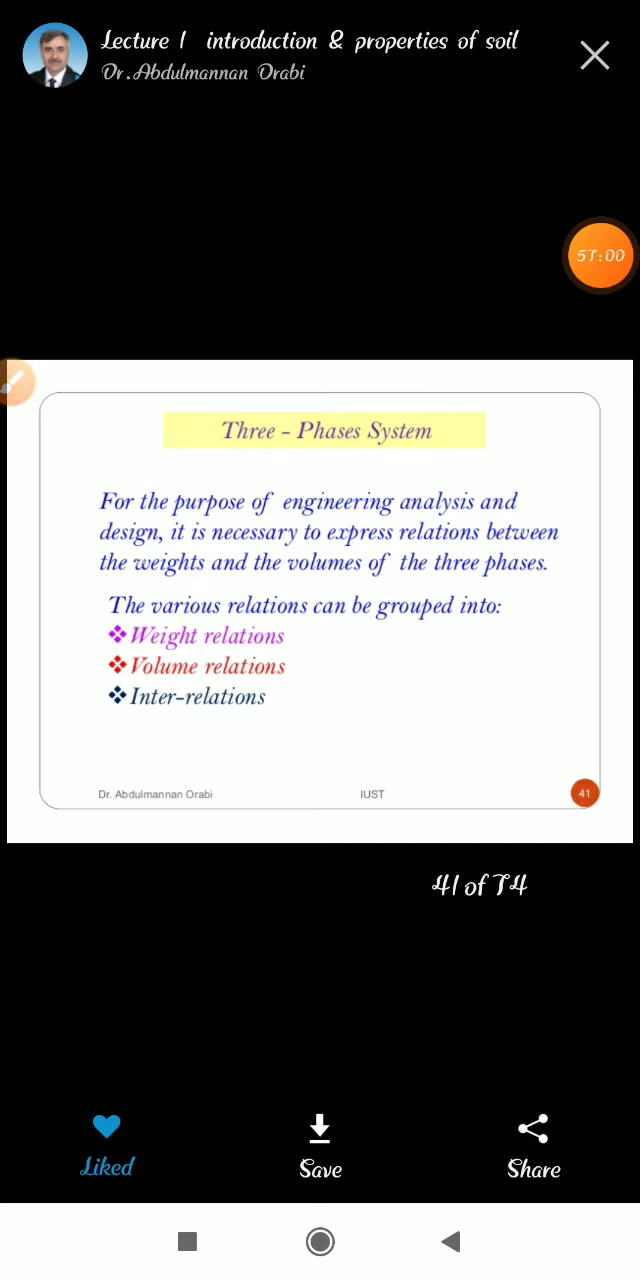 Lecture 1 introduction & properties of soil
Dr.Abdulmannan Orabi
57:00
Three - Phases System
For the purpose of engineering analysis and
design, it is necessary to express relations between
the weights and the volumes of the three phases.
The various relations can be grouped into:
❖Weight relations
❖Volume relations
❖Inter-relations
Dr. Abdulmannan Orabi IUST 41
41 of 74
Liked Save Share